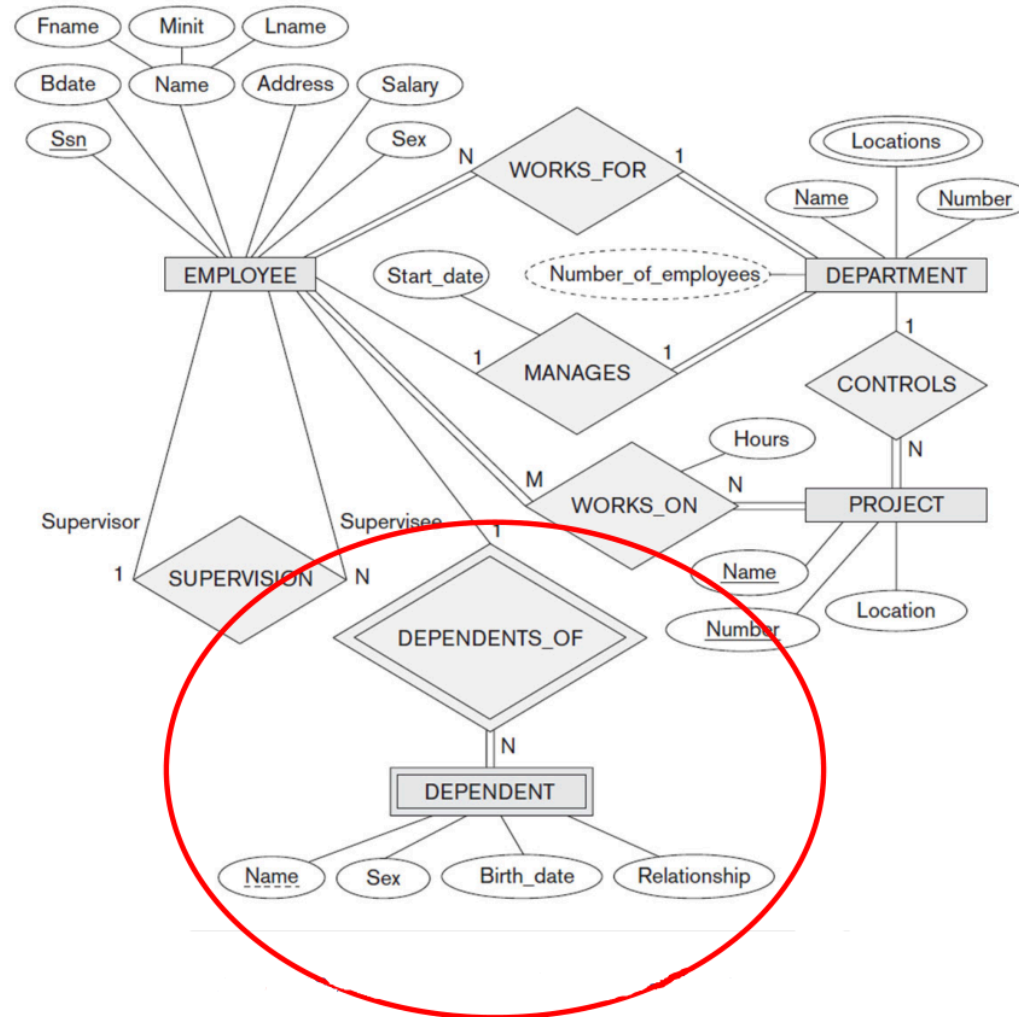 Fname Minit Lname
Bdate Name Address Salary
Ssn Sex
N WORKS_FOR 1
Locations
Name Number
EMPLOYEE Start_date Number_of_employees DEPARTMENT
1 MANAGES 1
1
CONTROLS
N
Hours
M WORKS_ON N PROJECT
Supervisor Supervisee
1 SUPERVISION N
1
Name
Location
Number
DEPENDENTS_OF
N
DEPENDENT
Name Sex Birth_date Relationship